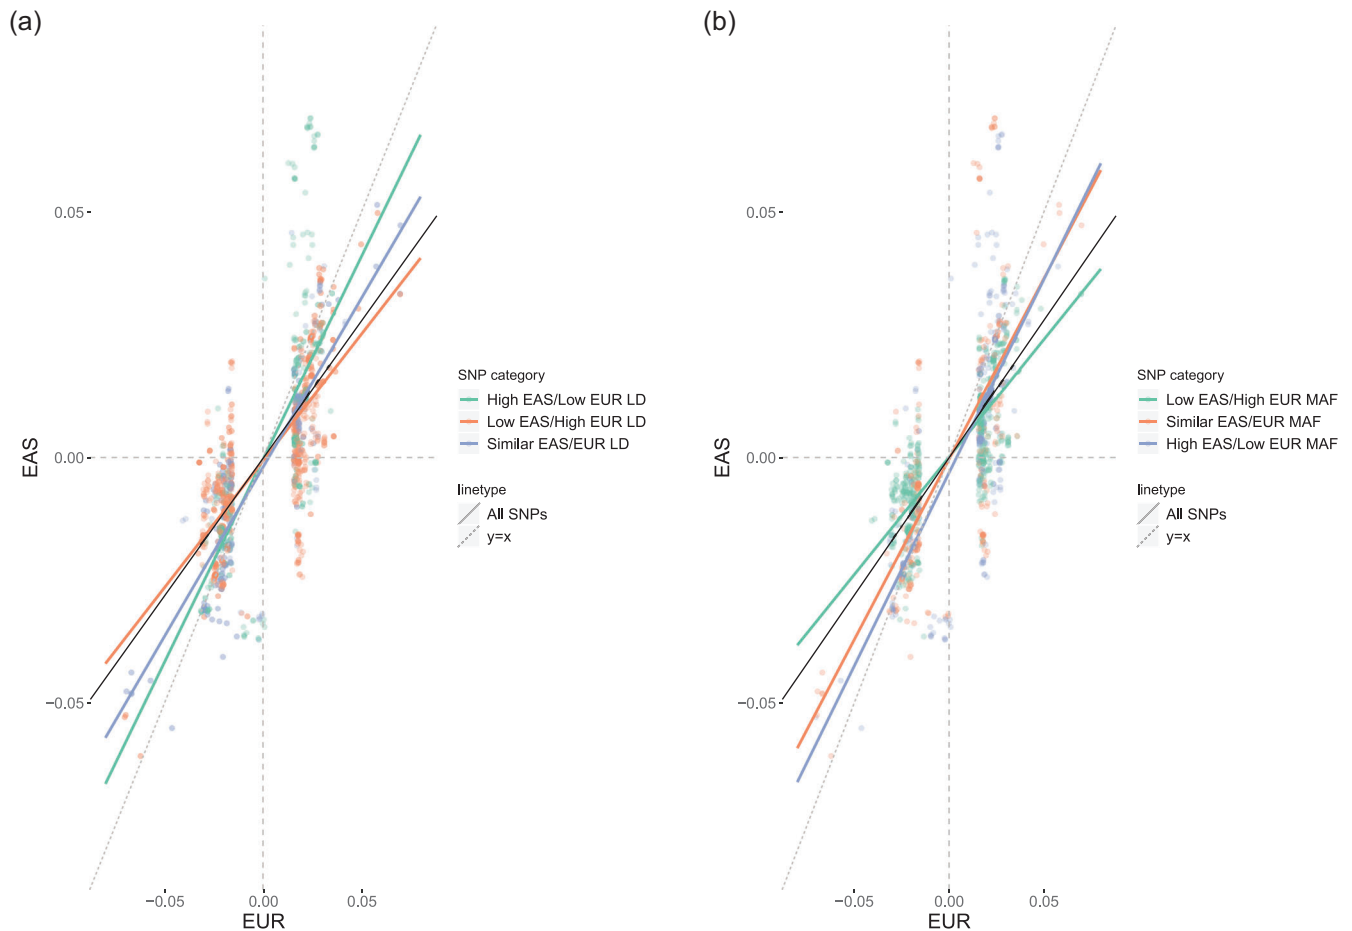 (a)
EAS
0.05
0.00
−0.05
−0.05
0.00
0.05
EUR
SNP category
High EAS/Low EUR LD
Low EAS/High EUR LD
Similar EAS/EUR LD
linetype
All SNPs
y=x
(b)
EAS
0.05
0.00
−0.05
−0.05
0.00
0.05
EUR
SNP category
Low EAS/High EUR MAF
Similar EAS/EUR MAF
High EAS/Low EUR MAF
linetype
All SNPs
y=x